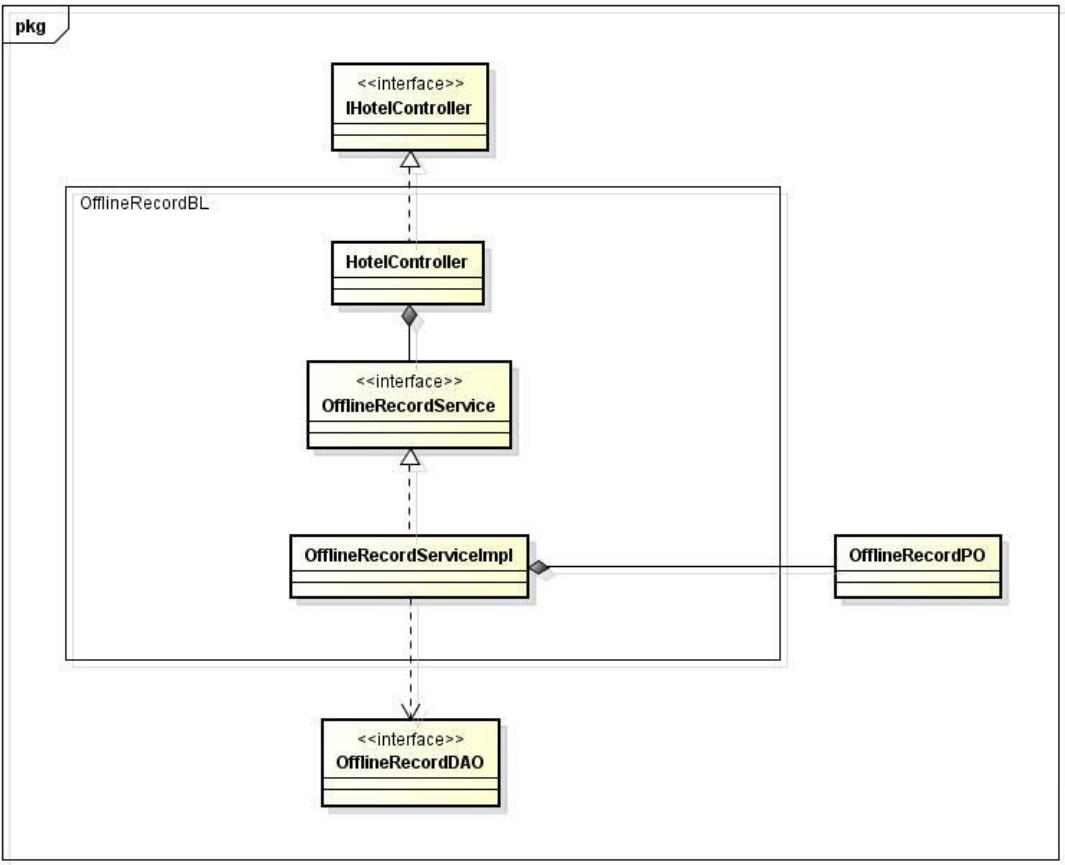 pkg
<<interface>>
IHotelController
OfflineRecordBL
HotelController
<<interface>>
OfflineRecordService
OfflineRecordServiceImpl
OfflineRecordPO
<<interface>>
OfflineRecordDAO